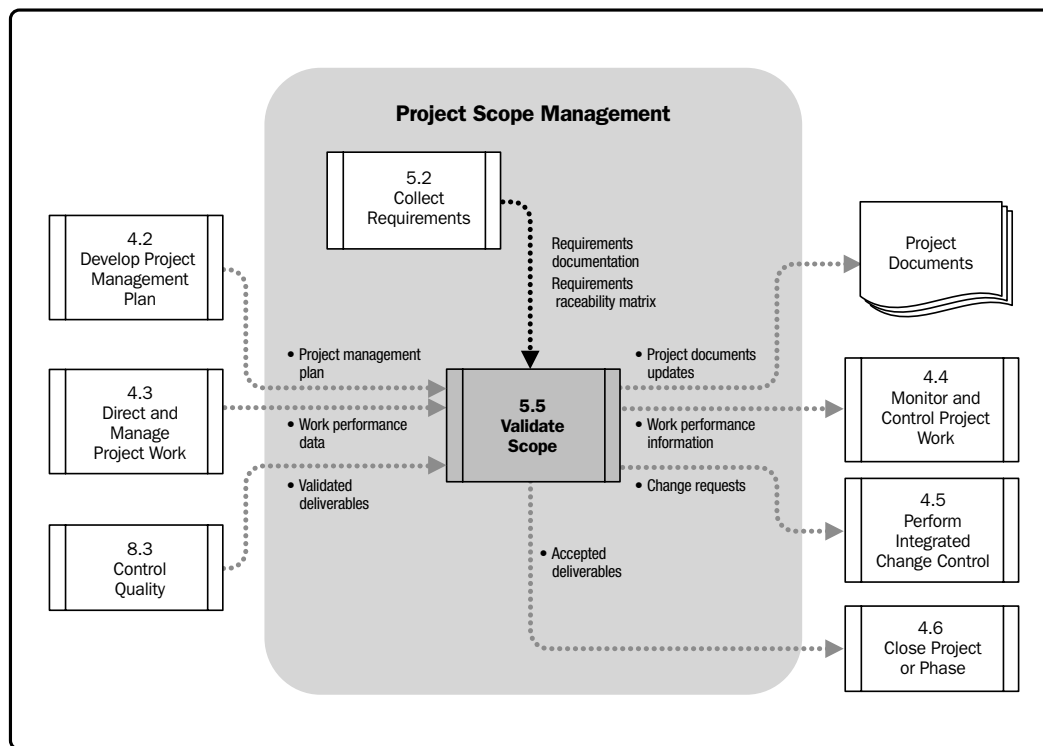 Project Scope Management
5.2
Collect
Requirements
4.2
Develop Project
Management
Plan
Requirements
documentation
Requirements
raceability matrix
Project
Documents
• Project management
plan
• Project documents
updates
4.3
Direct and
Manage
Project Work
5.5
Validate
Scope
4.4
Monitor and
Control Project
Work
• Work performance
data
• Work performance
information
• Validated
deliverables
• Change requests
4.5
Perform
Integrated
Change Control
8.3
Control
Quality
• Accepted
deliverables
4.6
Close Project
or Phase